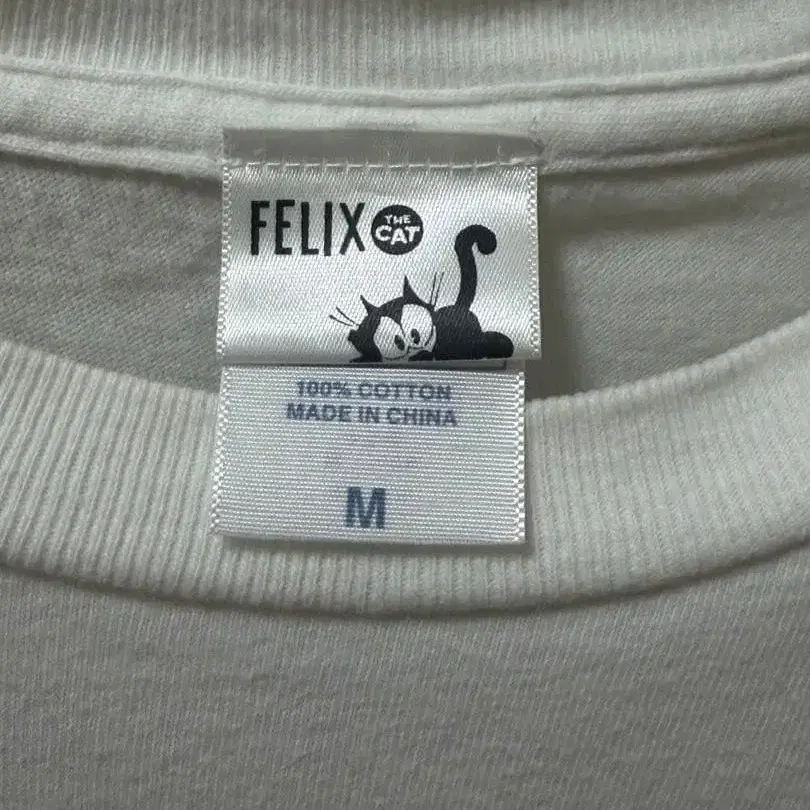 FELIX THE CAT
100% COTTON
MADE IN CHINA
M